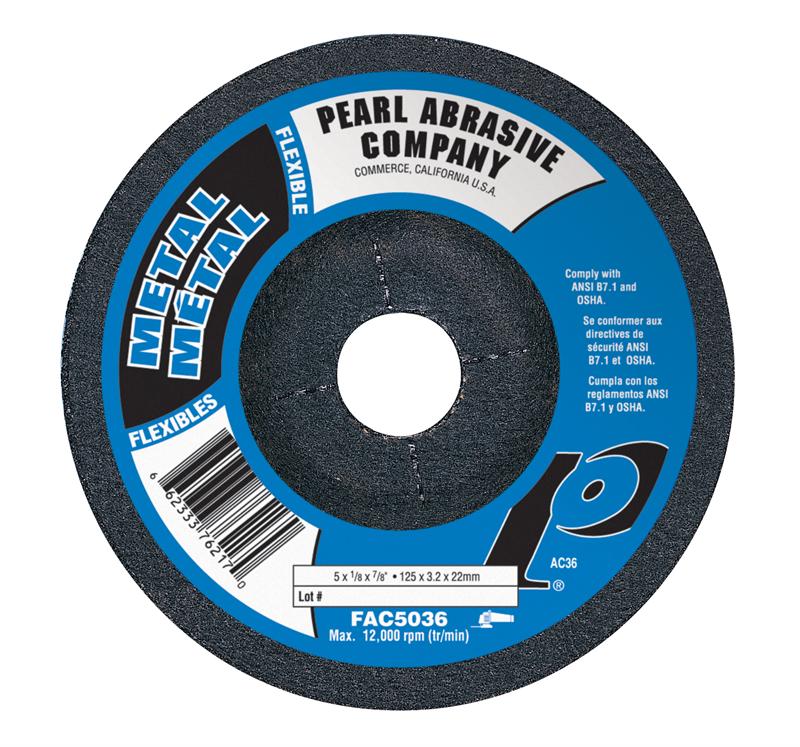 PEARL ABRASIVE
COMPANY
COMMERCE, CALIFORNIA U.S.A.
FLEXIBLE
METAL
MÉTAL
FLEXIBLES
Comply with
ANSI B7.1 and
OSHA.
Se conformer aux
directives de
sécurité ANSI
B7.1 et OSHA.
Cumpla con los
reglamentos ANSI
B7.1 y OSHA.
6 62333 76217 0
AC36
®
5 x 1/8 x 7/8" • 125 x 3.2 x 22mm
Lot #
FAC5036
Max. 12,000 rpm (tr/min)